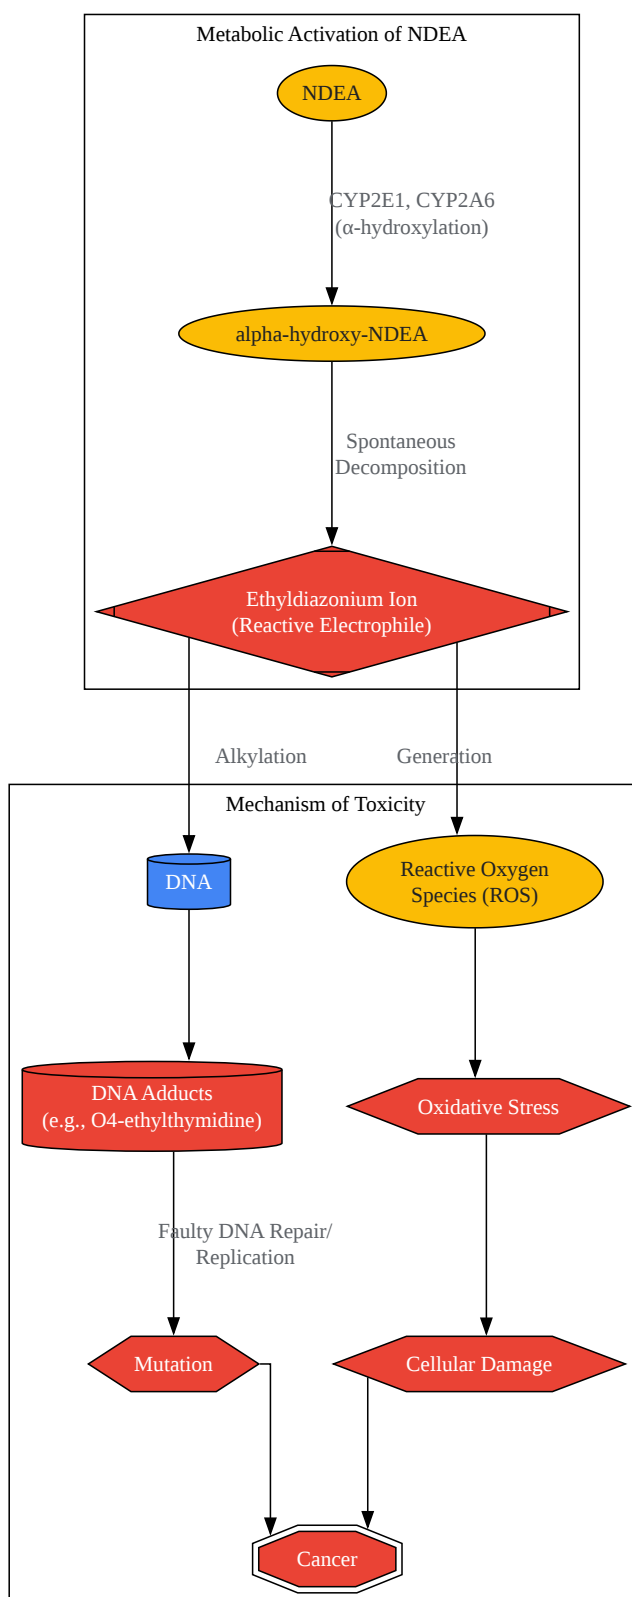 Metabolic Activation of NDEA
NDEA
CYP2E1, CYP2A6
(α-hydroxylation)
alpha-hydroxy-NDEA
Spontaneous
Decomposition
Ethyldiazonium Ion
(Reactive Electrophile)
Alkylation
Generation
Mechanism of Toxicity
DNA
Reactive Oxygen
Species (ROS)
DNA Adducts
(e.g., O4-ethylthymidine)
Oxidative Stress
Faulty DNA Repair/
Replication
Mutation
Cellular Damage
Cancer